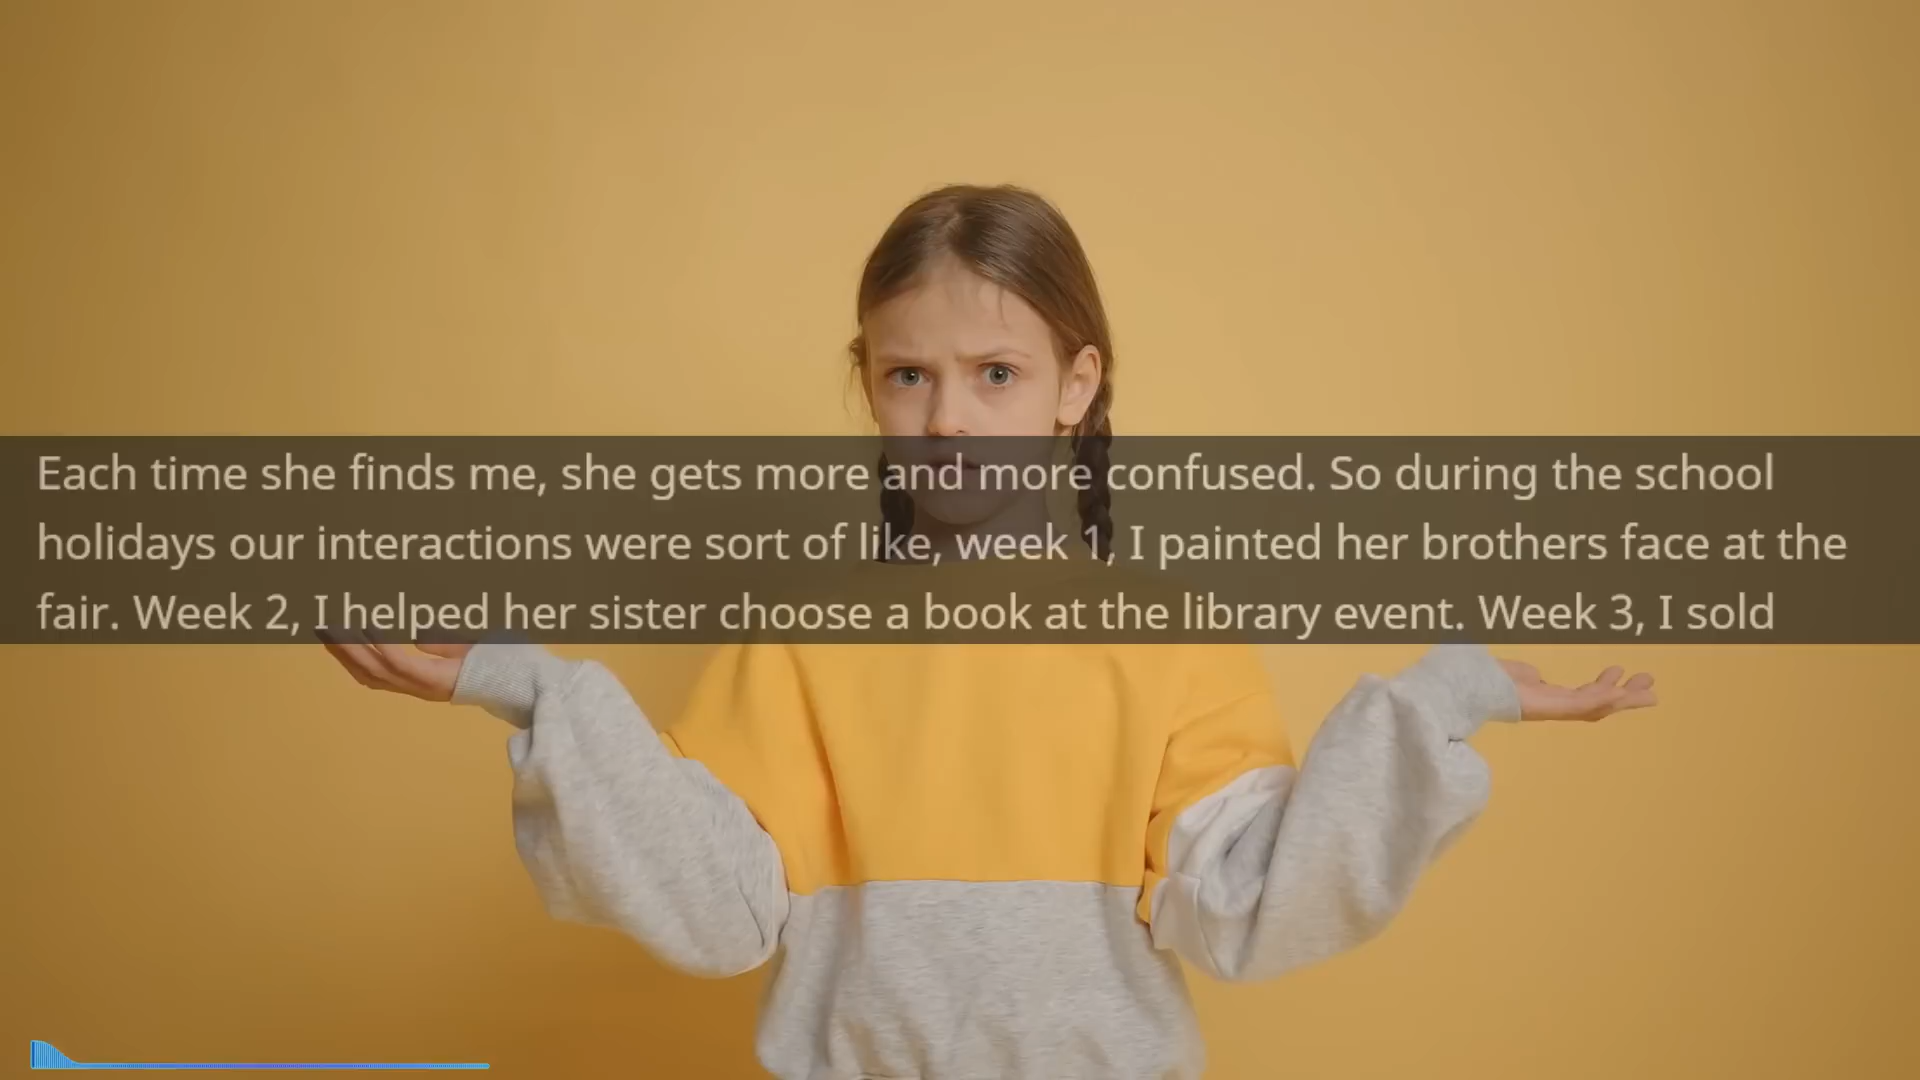 Each time she finds me, she gets more and more confused. So during the school
holidays our interactions were sort of like, week 1, I painted her brothers face at the
fair. Week 2, I helped her sister choose a book at the library event. Week 3, I sold